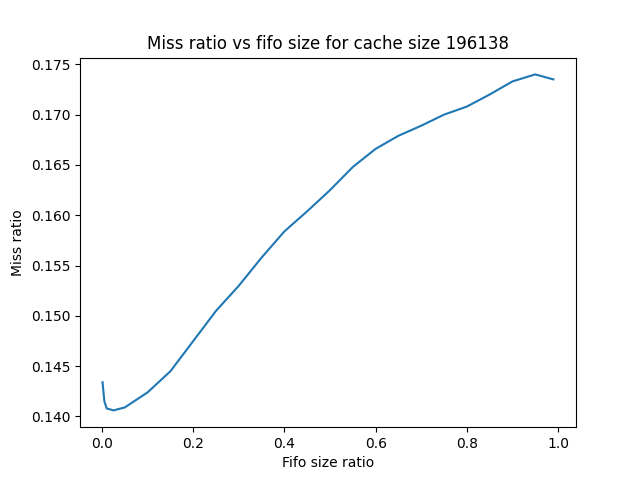 Miss ratio vs fifo size for cache size 196138
0.175
0.170
0.165
0.160
0.155
0.150
0.145
0.140
Miss ratio
0.0 0.2 0.4 0.6 0.8 1.0
Fifo size ratio